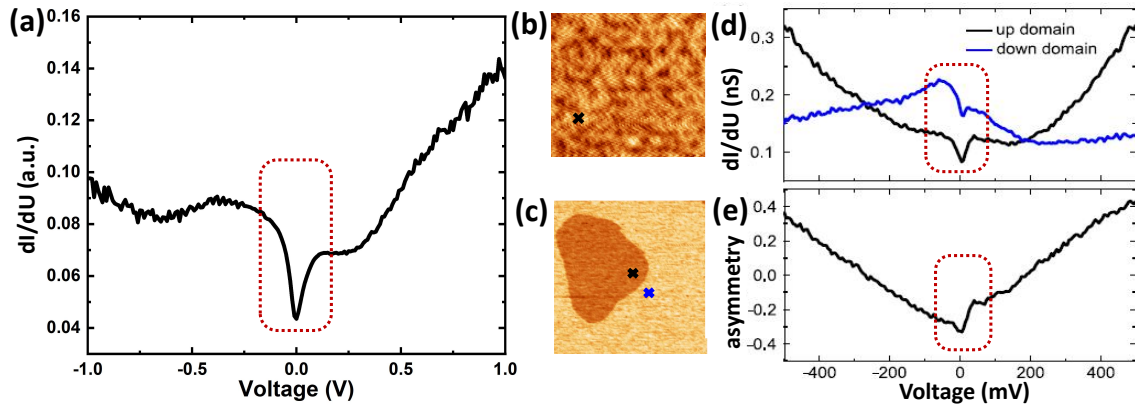 (a)
0.14
0.12
0.10
0.08
0.06
0.04
dI/dU (a.u.)
-1.0 -0.5 0.0 0.5 1.0
Voltage (V)
(b)
(c)
(d)
up domain
down domain
0.3
0.2
0.1
dI/dU (nS)
(e)
0.4
0.2
0.0
-0.2
-0.4
asymmetry
−400 −200 0 200 400
Voltage (mV)